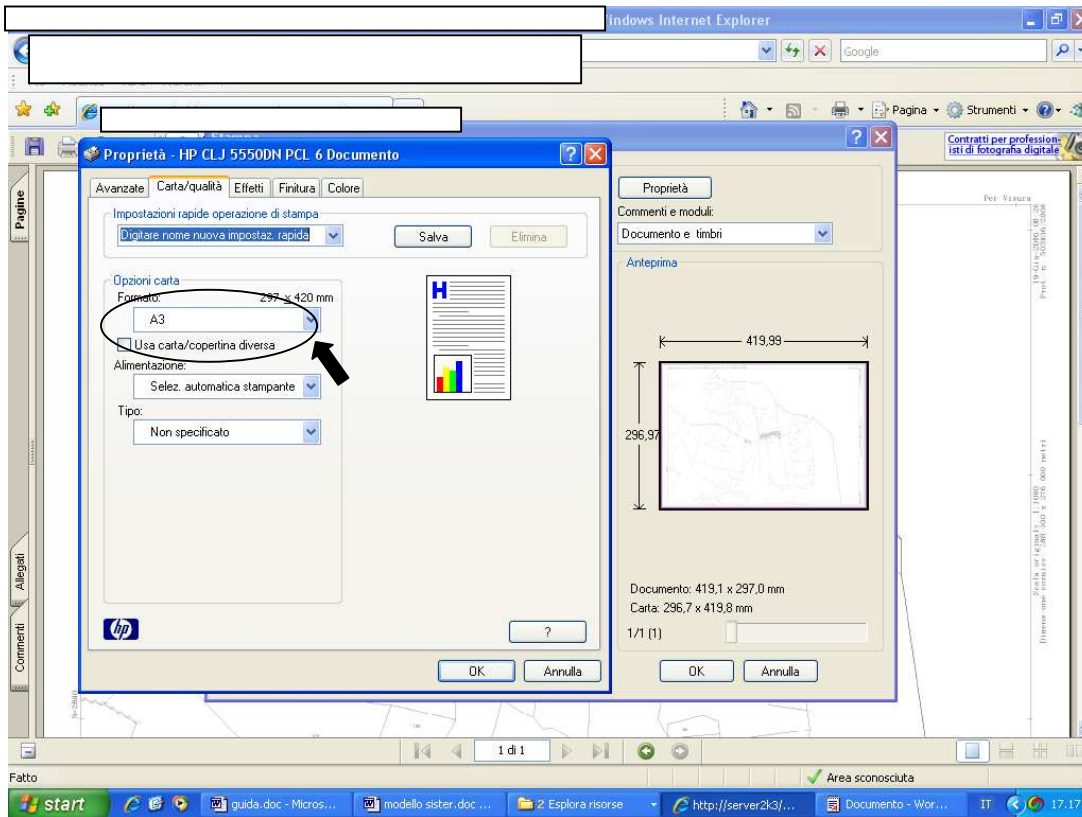 indows Internet Explorer
Google
Pagina
Strumenti
Stampa
Contratti per profession-
isti di fotografia digitale
Proprietà - HP CLJ 5550DN PCL 6 Documento
Avanzate Carta/qualità Effetti Finitura Colore
Impostazioni rapide operazione di stampa
Digitare nome nuova impostaz. rapida
Salva
Elimina
Opzioni carta
Formato:
297 x 420 mm
A3
Usa carta/copertina diversa
Alimentazione:
Selez. automatica stampante
Tipo:
Non specificato
H
hp
?
OK
Annulla
Proprietà
Commenti e moduli:
Documento e timbri
Anteprima
419,99
296,97
Documento: 419,1 x 297,0 mm
Carta: 296,7 x 419,8 mm
1/1 (1)
OK
Annulla
Pagine
Allegati
Commenti
Per Visura
1 di 1
Fatto
Area sconosciuta
start
guida.doc - Micros...
modello sister.doc ...
2 Esplora risorse
http://server2k3/...
Documento - Wor...
IT
17.17